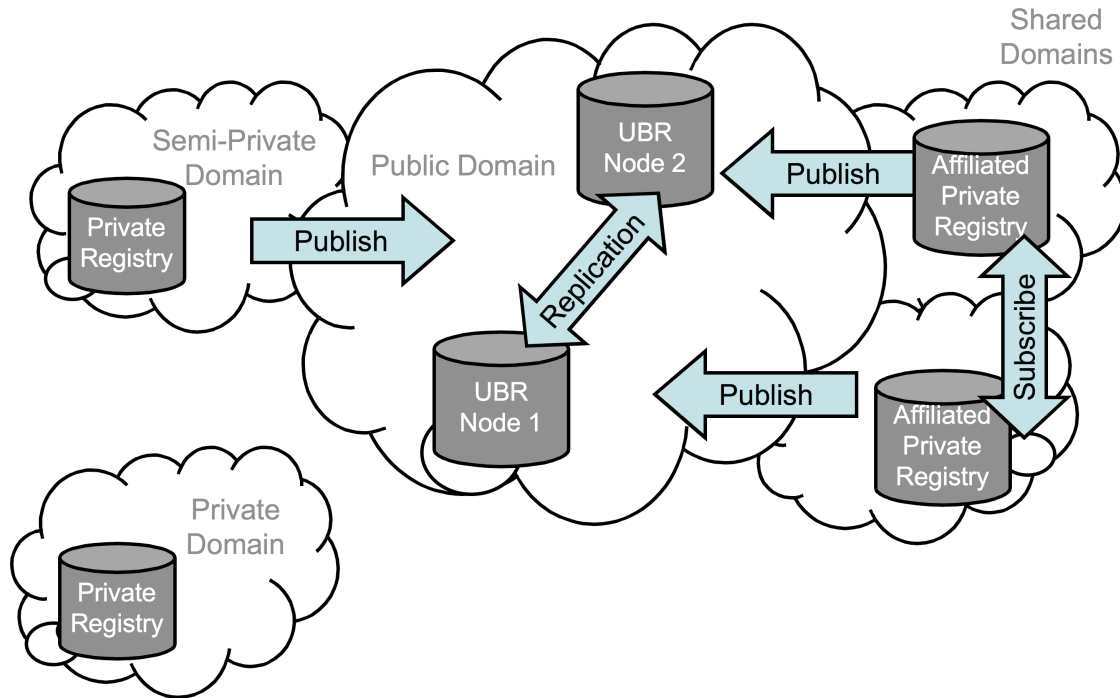 Shared
Domains
Semi-Private
Domain
Public Domain
UBR
Node 2
Publish
Affiliated
Private
Registry
Private
Registry
Publish
Replication
Subscribe
UBR
Node 1
Publish
Affiliated
Private
Registry
Private
Domain
Private
Registry